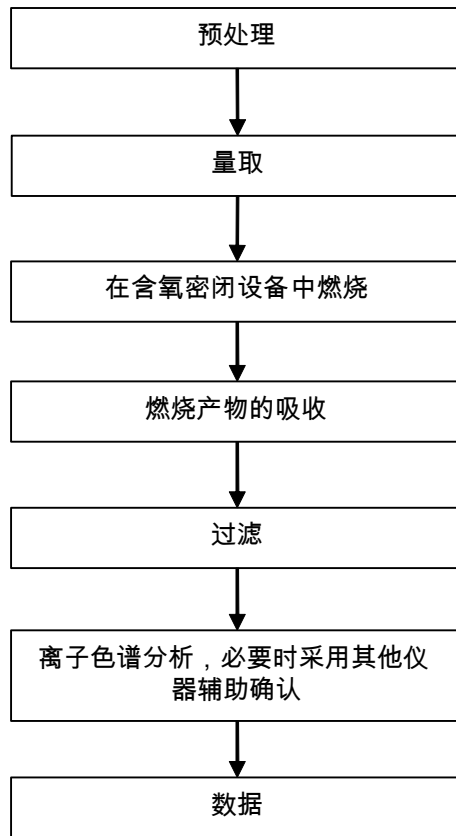 预处理
量取
在含氧密闭设备中燃烧
燃烧产物的吸收
过滤
离子色谱分析，必要时采用其他仪
器辅助确认
数据